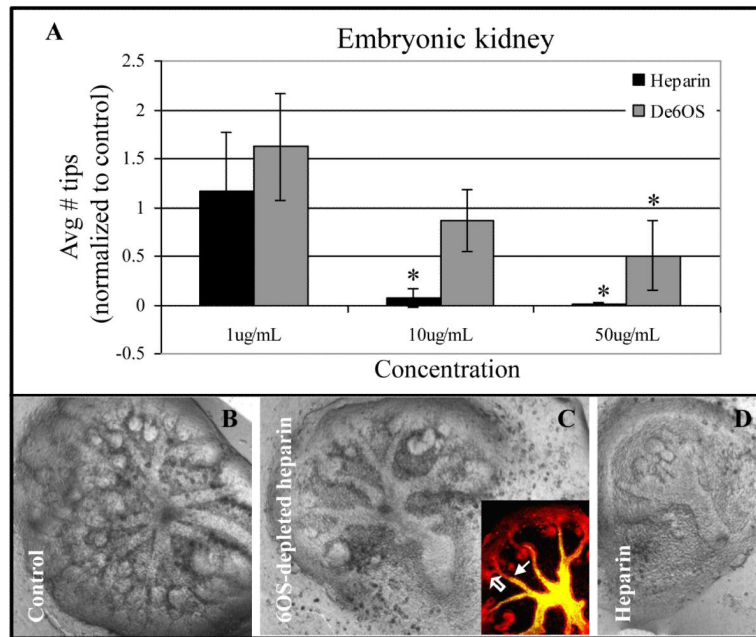 A
Embryonic kidney
Avg # tips
(normalized to control)
2.5
2
1.5
1
0.5
0
-0.5
Heparin
De6OS
*
*
*
1ug/mL
10ug/mL
50ug/mL
Concentration
B
Control
C
6OS-depleted heparin
D
Heparin